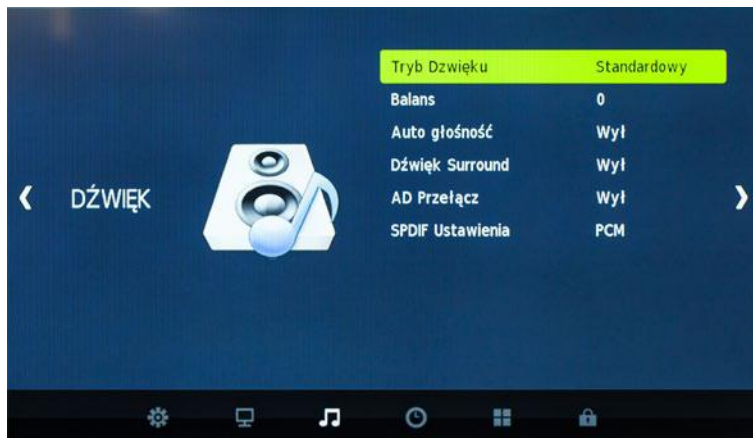 Tryb Dzwięku Standardowy
Balans 0
Auto głośność Wył
Dźwięk Surround Wył
DŹWIĘK
AD Przełącz Wył
SPDIF Ustawienia PCM